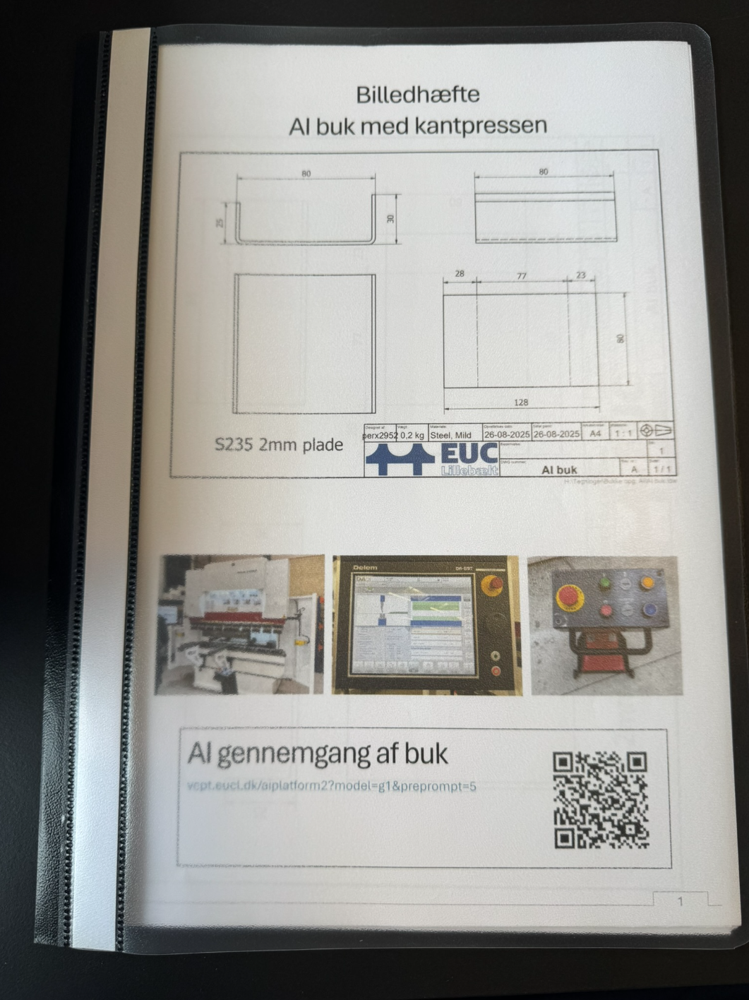 Billedhæfte
AI buk med kantpressen
80
80
25
30
28
77
23
80
128
S235 2mm plade
perx2952
0,2 kg
Steel, Mild
26-08-2025
26-08-2025
A4
1 : 1
EUC
Lillebælt
1
AI buk
A
1 / 1
Delem
AI gennemgang af buk
vcpt.eucl.dk/aiplatform2?model=g1&preprompt=5
1